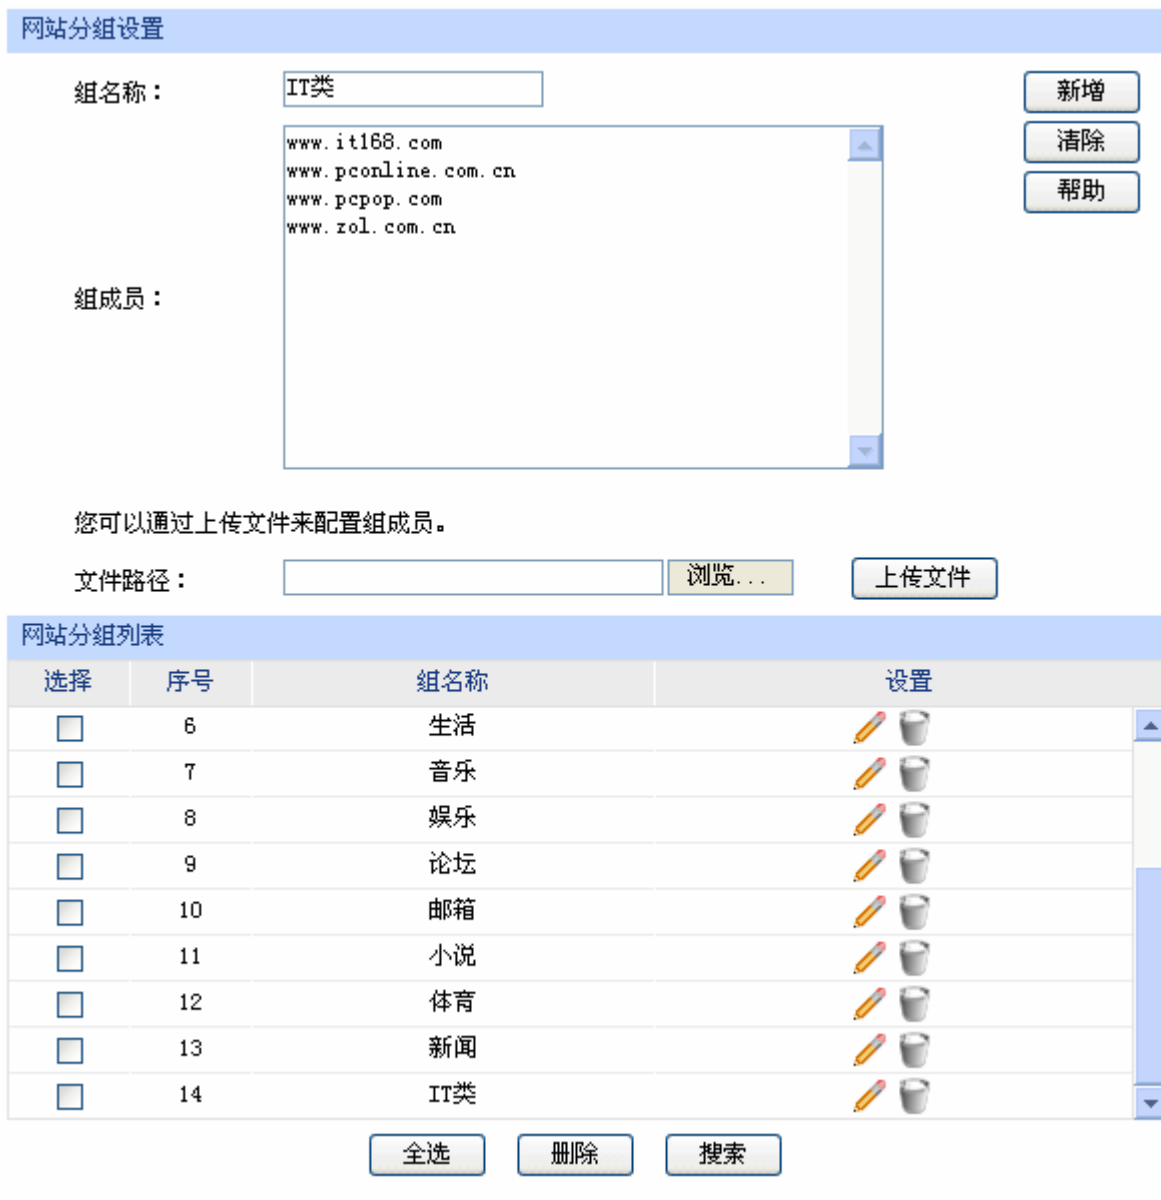 网站分组设置
组名称： IT类 新增
清除
帮助
组成员：
www.it168.com
www.pconline.com.cn
www.pcpop.com
www.zol.com.cn
您可以通过上传文件来配置组成员。
文件路径： 浏览... 上传文件
网站分组列表
选择 序号 组名称 设置
6 生活
7 音乐
8 娱乐
9 论坛
10 邮箱
11 小说
12 体育
13 新闻
14 IT类
全选 删除 搜索